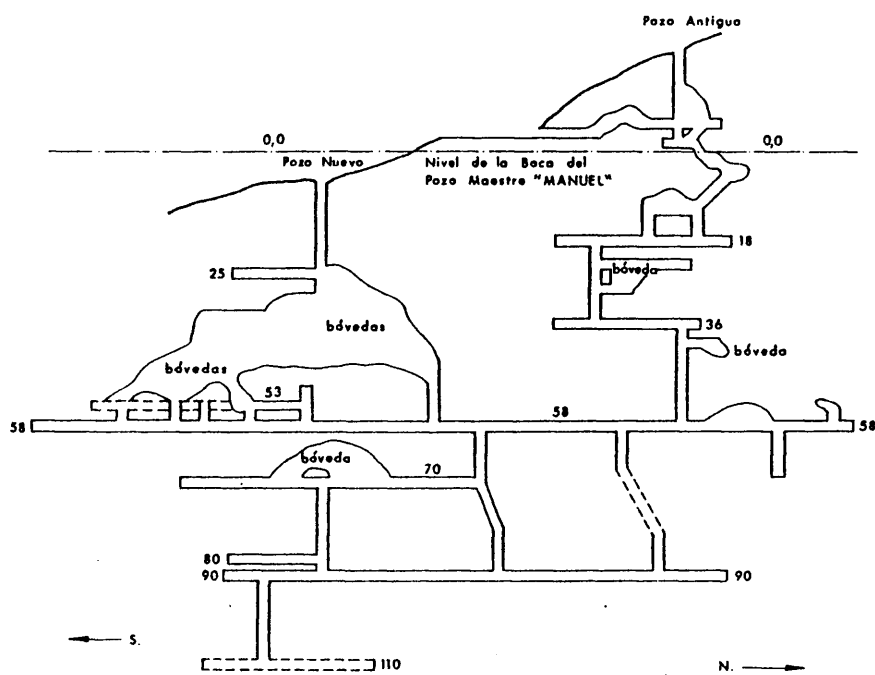 Pozo Antigua
0,0
0,0
Pozo Nuevo
Nivel de la Boca del
Pozo Maestre "MANUEL"
18
25
bóveda
36
bóvedas
bóveda
bóvedas
53
58
58
58
bóveda
70
80
90
90
S.
110
N.